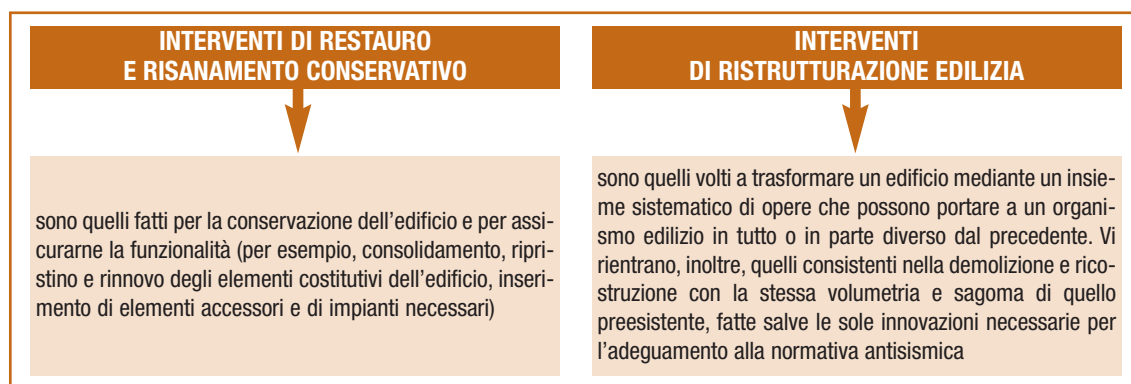 INTERVENTI DI RESTAURO
E RISANAMENTO CONSERVATIVO
sono quelli fatti per la conservazione dell'edificio e per assi-
curarne la funzionalità (per esempio, consolidamento, ripri-
stino e rinnovo degli elementi costitutivi dell'edificio, inseri-
mento di elementi accessori e di impianti necessari)
INTERVENTI
DI RISTRUTTURAZIONE EDILIZIA
sono quelli volti a trasformare un edificio mediante un insie-
me sistematico di opere che possono portare a un organi-
smo edilizio in tutto o in parte diverso dal precedente. Vi
rientrano, inoltre, quelli consistenti nella demolizione e rico-
struzione con la stessa volumetria e sagoma di quello
preesistente, fatte salve le sole innovazioni necessarie per
l'adeguamento alla normativa antisismica